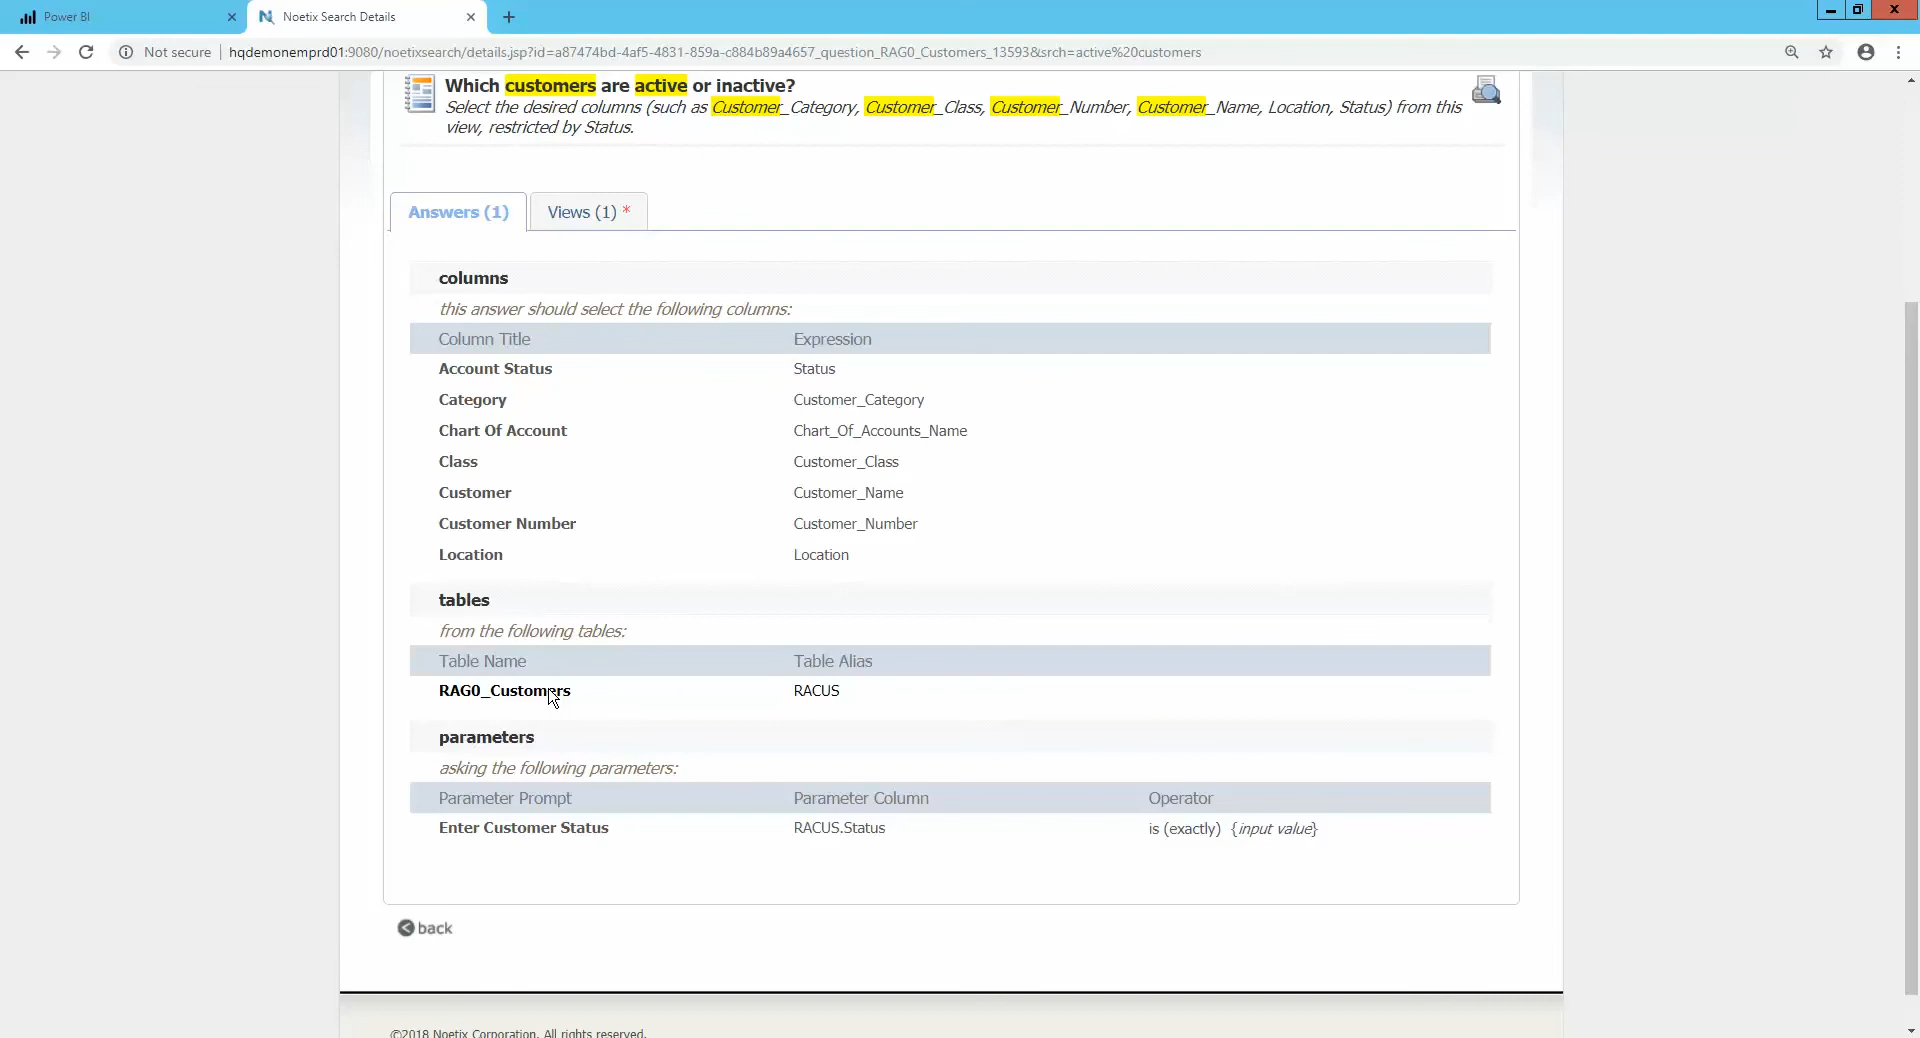 Power BI
Noetix Search Details
Not secure hqdemonemprd01:9080/noetixsearch/details.jsp?id=a87474bd-4af5-4831-859a-c884b89a4657_question_RAG0_Customers_13593&srch=active%20customers
Which customers are active or inactive?
Select the desired columns (such as Customer_Category, Customer_Class, Customer_Number, Customer_Name, Location, Status) from this
view, restricted by Status.
Answers (1) Views (1) *
columns
this answer should select the following columns:
Column Title Expression
Account Status Status
Category Customer_Category
Chart Of Account Chart_Of_Accounts_Name
Class Customer_Class
Customer Customer_Name
Customer Number Customer_Number
Location Location
tables
from the following tables:
Table Name Table Alias
RAG0_Customers RACUS
parameters
asking the following parameters:
Parameter Prompt Parameter Column Operator
Enter Customer Status RACUS.Status is (exactly) {input value}
back
©2018 Noetix Corporation. All rights reserved.